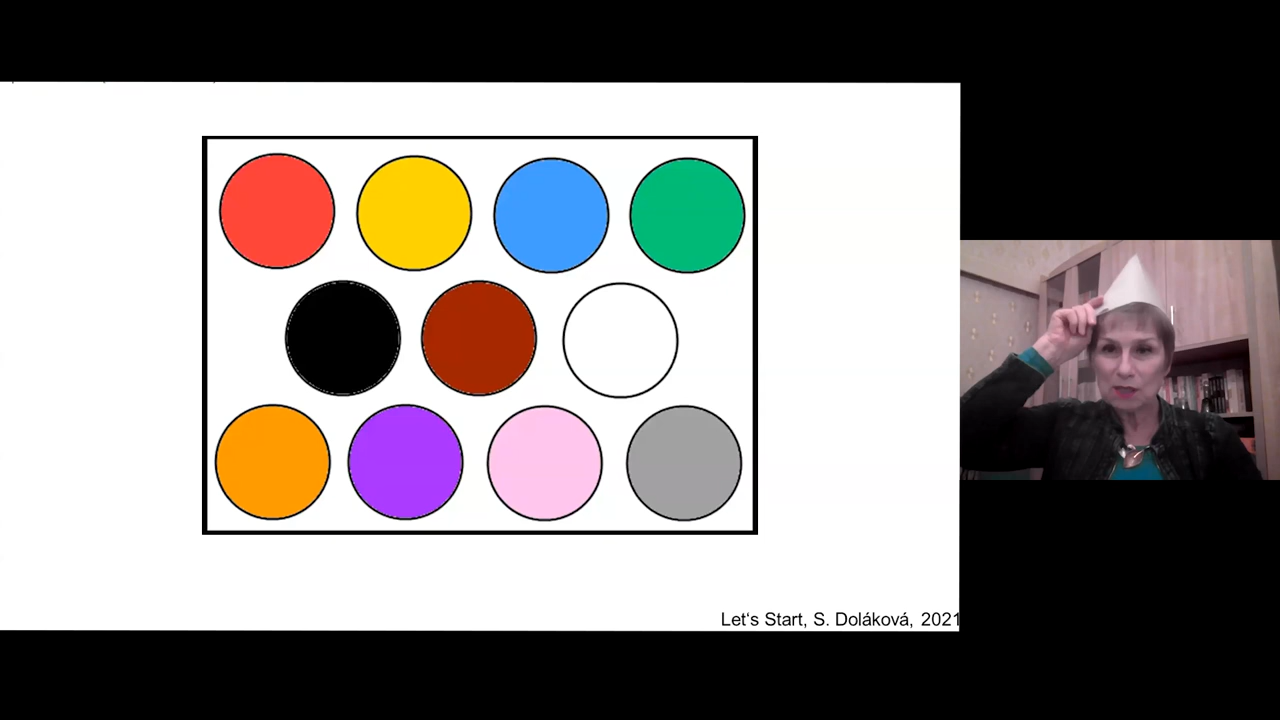 Let‘s Start, S. Doláková, 2021